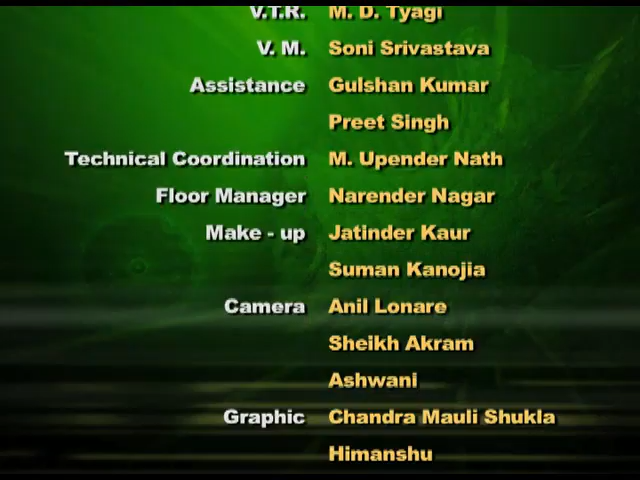 V.T.R. M. D. Tyagi
V. M. Soni Srivastava
Assistance Gulshan Kumar
Preet Singh
Technical Coordination M. Upender Nath
Floor Manager Narender Nagar
Make - up Jatinder Kaur
Suman Kanojia
Camera Anil Lonare
Sheikh Akram
Ashwani
Graphic Chandra Mauli Shukla
Himanshu